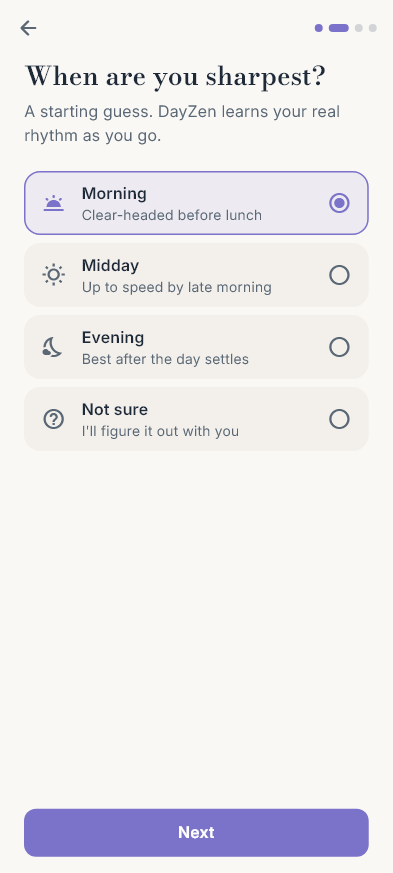 When are you sharpest?
A starting guess. DayZen learns your real
rhythm as you go.
Morning
Clear-headed before lunch
Midday
Up to speed by late morning
Evening
Best after the day settles
Not sure
I'll figure it out with you
Next